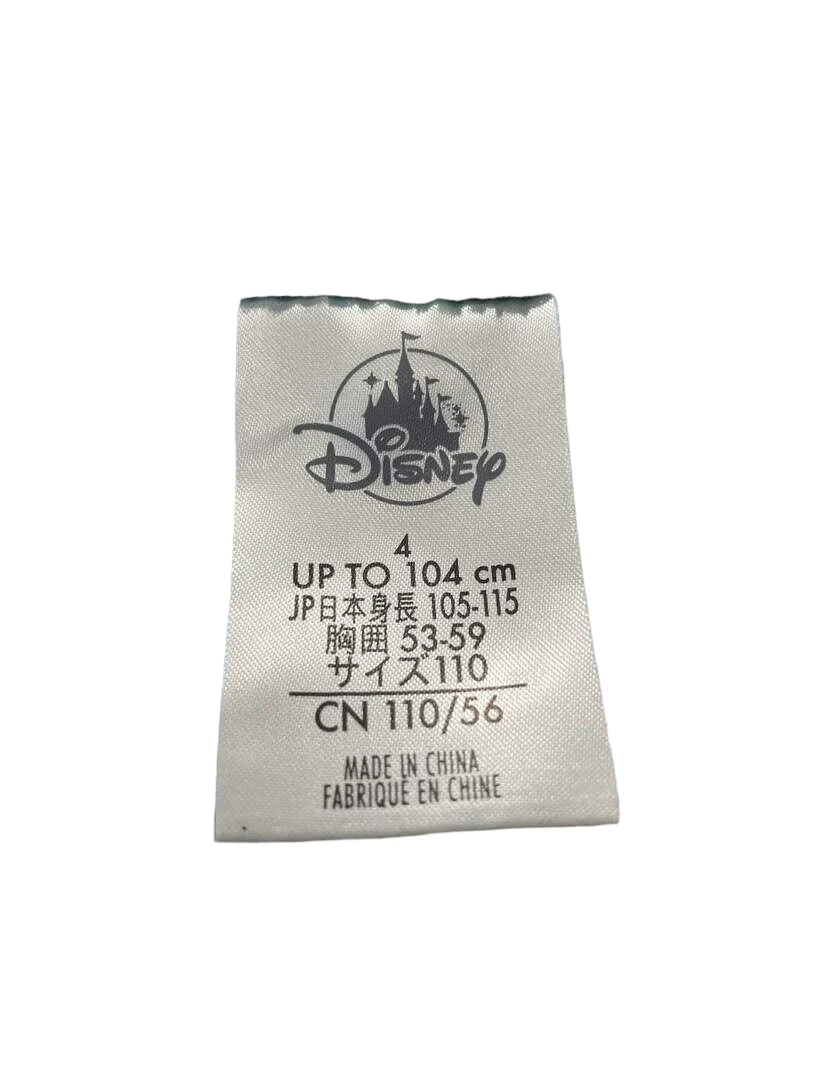 Disney
4
UP TO 104 cm
JP日本身長 105-115
胸囲 53-59
サイズ110
CN 110/56
MADE IN CHINA
FABRIQUÉ EN CHINE